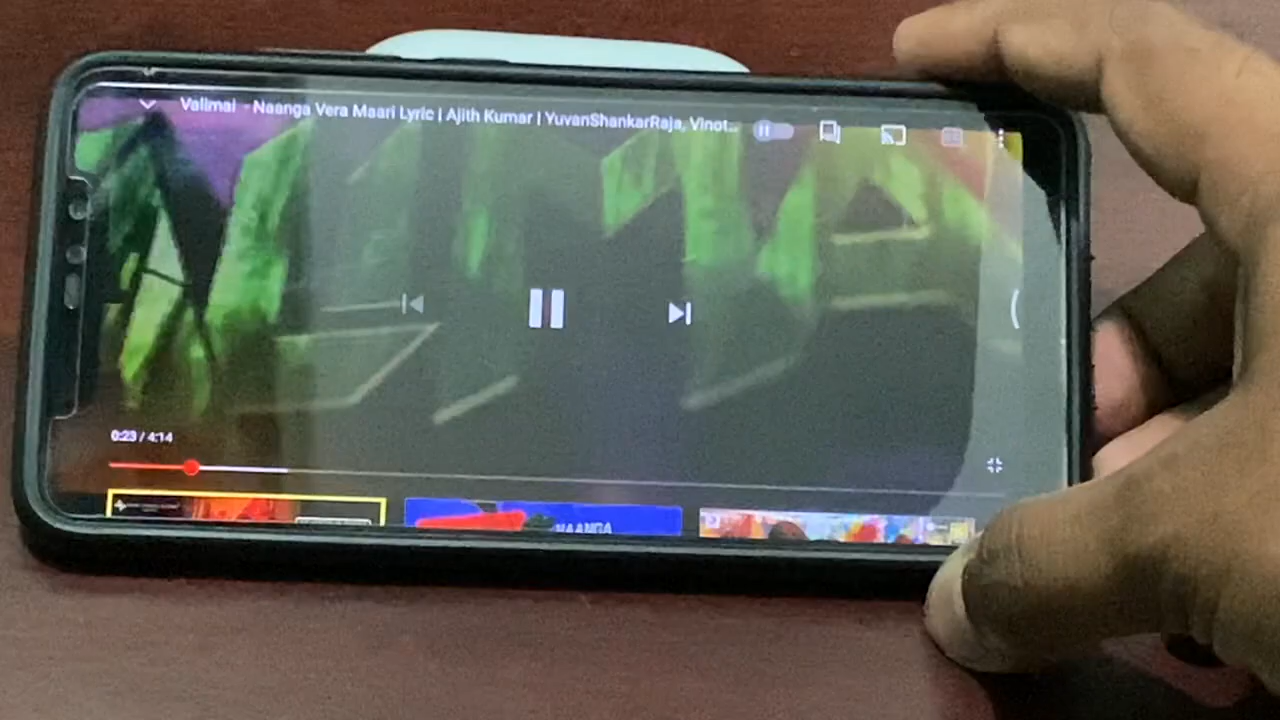 Valimai - Naanga Vera Maari Lyric | Ajith Kumar | YuvanShankarRaja, Vinot...
0:23 / 4:14
NAANGA